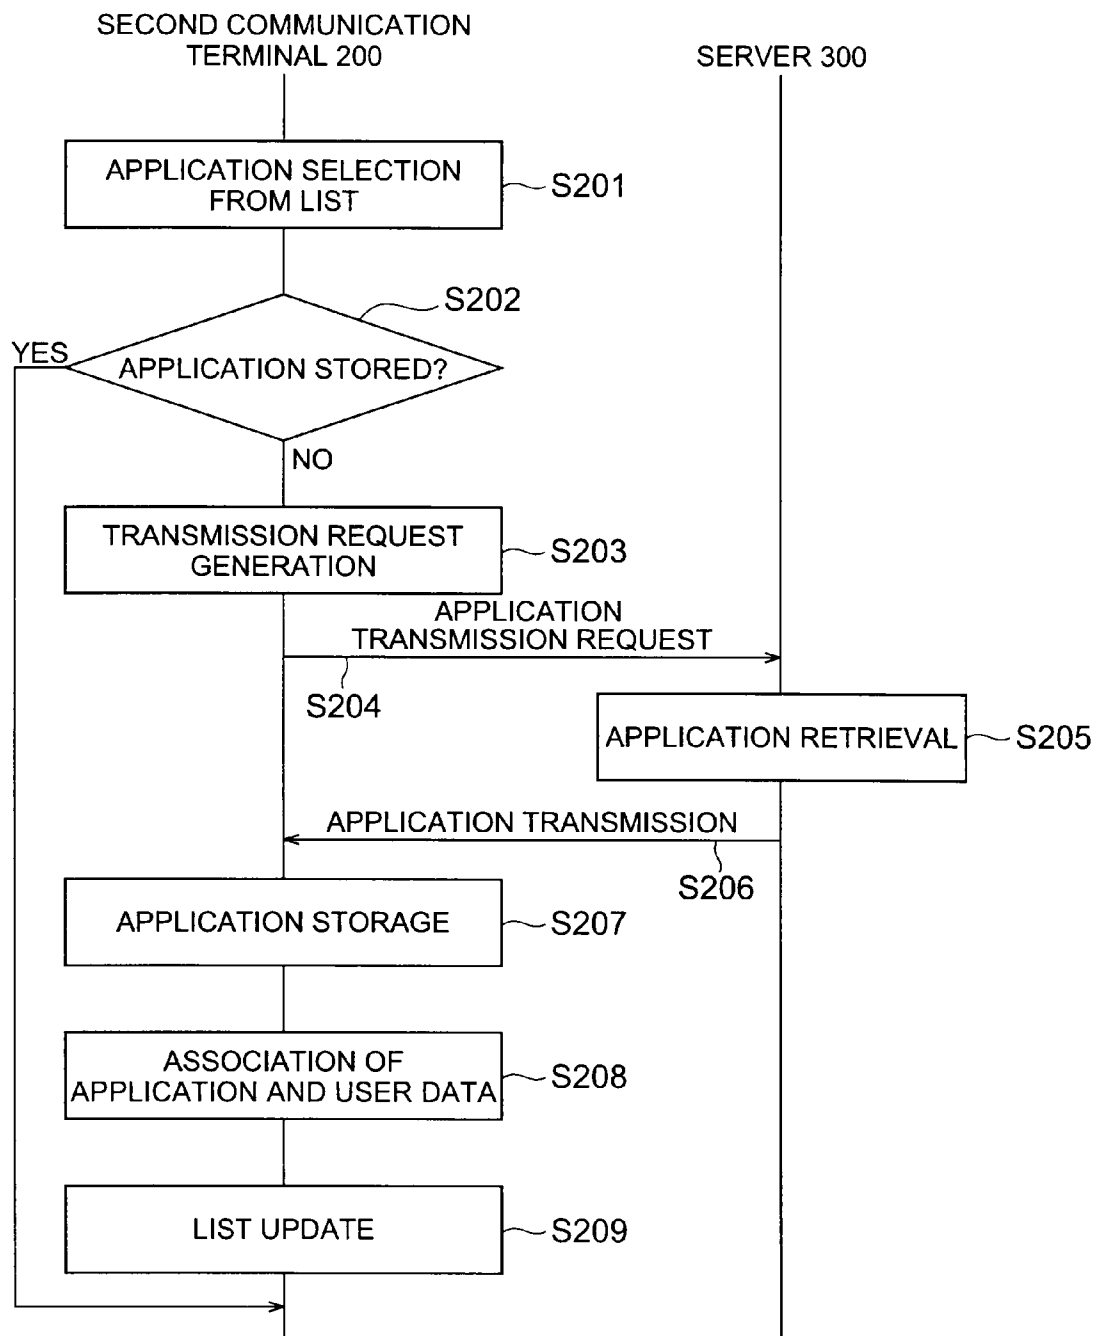 SECOND COMMUNICATION
TERMINAL 200
SERVER 300
APPLICATION SELECTION
FROM LIST
S201
S202
YES
APPLICATION STORED?
NO
TRANSMISSION REQUEST
GENERATION
S203
APPLICATION
TRANSMISSION REQUEST
S204
APPLICATION RETRIEVAL
S205
APPLICATION TRANSMISSION
S206
APPLICATION STORAGE
S207
ASSOCIATION OF
APPLICATION AND USER DATA
S208
LIST UPDATE
S209